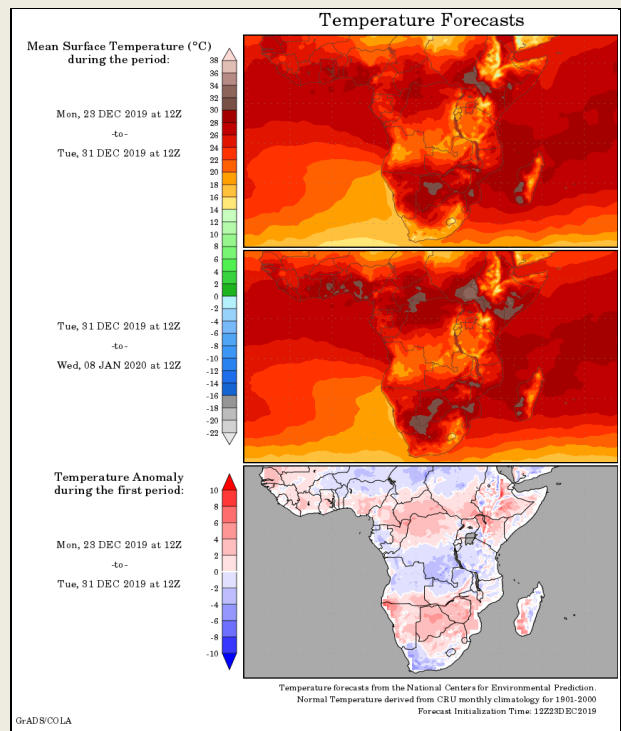 Temperature Forecasts
Mean Surface Temperature (°C)
during the period:
Mon, 23 DEC 2019 at 12Z
-to-
Tue, 31 DEC 2019 at 12Z
38
36
34
32
30
28
26
24
22
20
18
16
14
12
10
8
6
4
2
0
-2
-4
-6
-8
-10
-12
-14
-16
-18
-20
-22
Tue, 31 DEC 2019 at 12Z
-to-
Wed, 08 JAN 2020 at 12Z
Temperature Anomaly
during the first period:
Mon, 23 DEC 2019 at 12Z
-to-
Tue, 31 DEC 2019 at 12Z
10
8
6
4
2
0
-2
-4
-6
-8
-10
Temperature forecasts from the National Centers for Environmental Prediction.
Normal Temperature derived from CRU monthly climatology for 1901-2000
Forecast Initialization Time: 12Z23DEC2019
GrADS/COLA